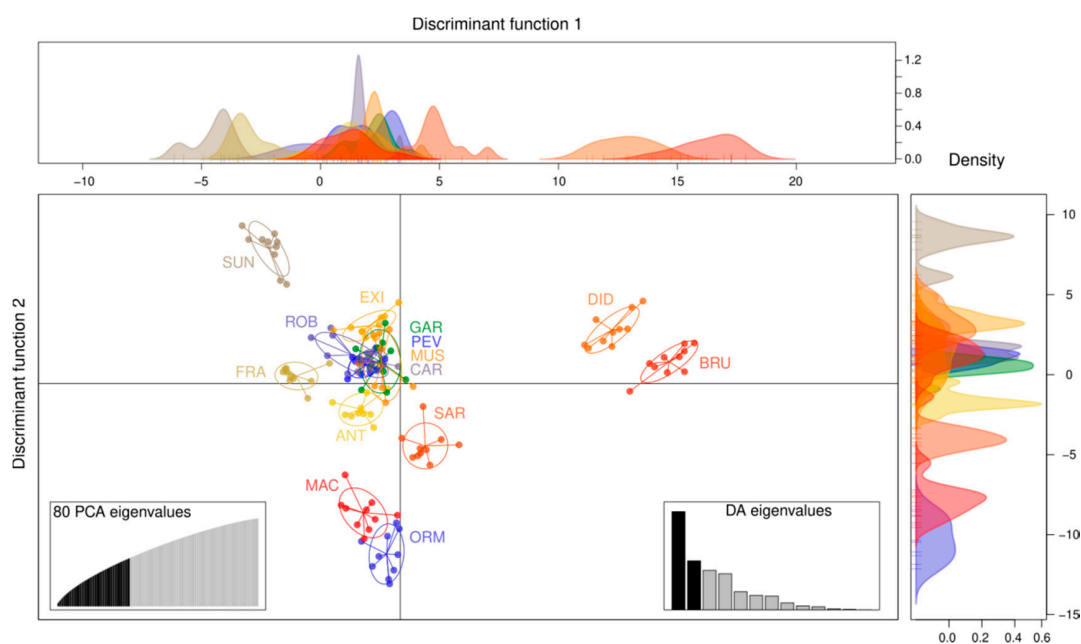 Discriminant function 1
1.2
0.8
0.4
0.0
−10 −5 0 5 10 15 20
Density
Discriminant function 2
SUN
EXI
ROB
GAR
PEV
MUS
CAR
FRA
ANT
DID
BRU
SAR
MAC
ORM
10
5
0
−5
−10
−15
80 PCA eigenvalues
DA eigenvalues
0.0 0.2 0.4 0.6